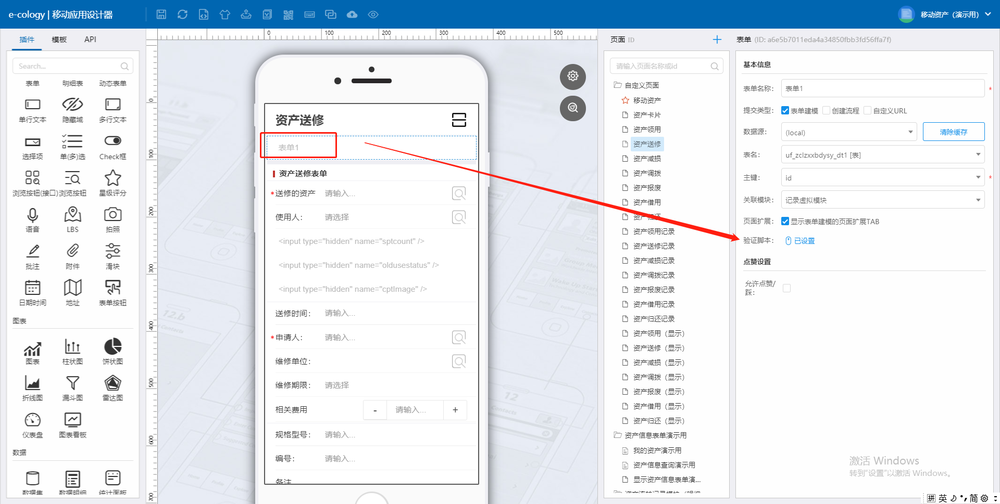 e-cology | 移动应用设计器
移动资产（演示用）
插件 模板 API
Search...
表单 明细表 动态表单
单行文本 隐藏域 多行文本
选择项 单(多)选 Check框
浏览按钮(接口) 浏览按钮 星级评分
语音 LBS 拍照
批注 附件 滑块
日期时间 地址 表单按钮
图表
图表 柱状图 饼状图
折线图 漏斗图 雷达图
仪表盘 图表看板
数据
数据集 数据明细 统计面板
0 100 200 300 400 500
0
100
200
300
400
500
600
700
资产送修
表单1
资产送修表单
*送修的资产 请输入...
使用人： 请选择
<input type="hidden" name="sptcount" />
<input type="hidden" name="oldusestatus" />
<input type="hidden" name="cptImage" />
送修时间： 请输入...
*申请人： 请输入...
维修单位：
维修期限： 请选择
相关费用 - 请输入... +
规格型号： 请输入...
编号： 请输入...
备注
页面 ID
请输入页面名称或id
自定义页面
移动资产
资产卡片
资产领用
资产送修
资产减损
资产调拨
资产报废
资产借用
资产归还
资产领用记录
资产送修记录
资产减损记录
资产调拨记录
资产报废记录
资产借用记录
资产归还记录
资产领用（显示）
资产送修（显示）
资产减损（显示）
资产调拨（显示）
资产报废（显示）
资产借用（显示）
资产归还（显示）
资产信息表单演示用
我的资产演示用
资产信息查询演示用
显示资产信息表单演...
表单 (ID: a6e5b7011eda4a34850fbb3fd56ffa7f)
基本信息
表单名称： 表单1 *
提交类型： 表单建模 创建流程 自定义URL
数据源： (local) 清除缓存
表名： uf_zclzxxbdysy_dt1 [表]
主键： id *
关联模块： 记录虚拟模块
页面扩展： 显示表单建模的页面扩展TAB
验证脚本： 已设置
点赞设置
允许点赞/
踩：
激活 Windows
转到“设置”以激活 Windows。
拼 英 简